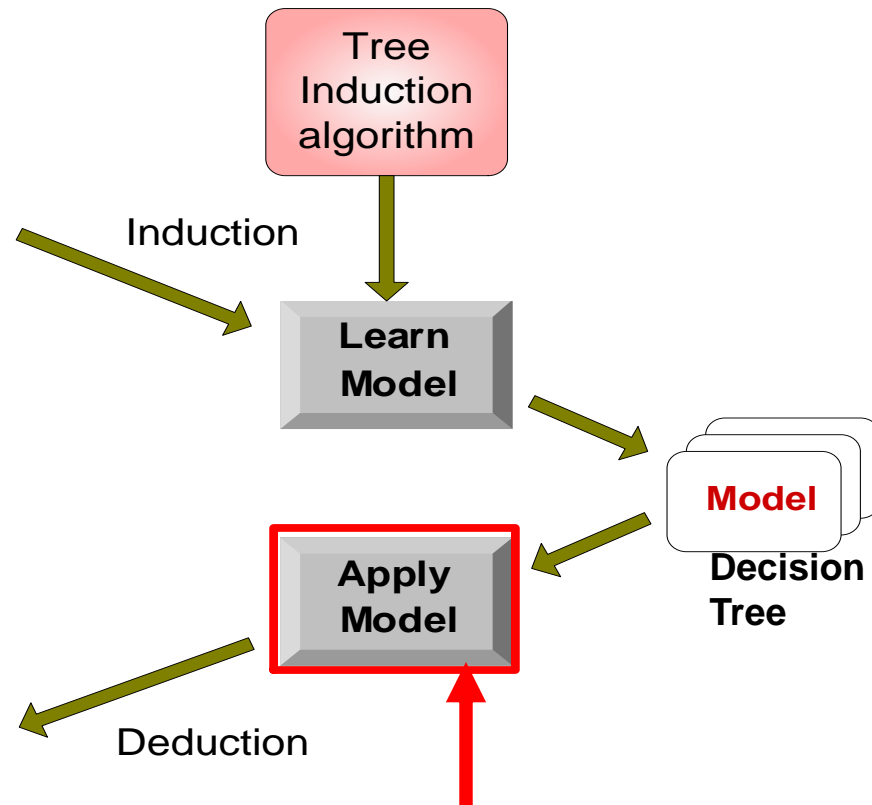 Tree
Induction
algorithm
Induction
Learn
Model
Model
Decision
Tree
Apply
Model
Deduction